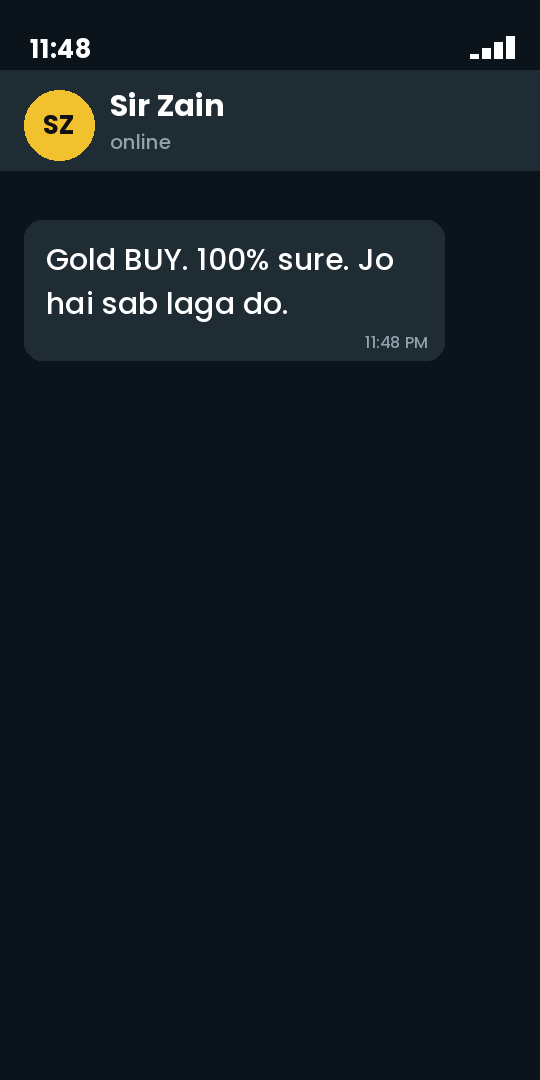 11:48
SZ
Sir Zain
online
Gold BUY. 100% sure. Jo
hai sab laga do.
11:48 PM